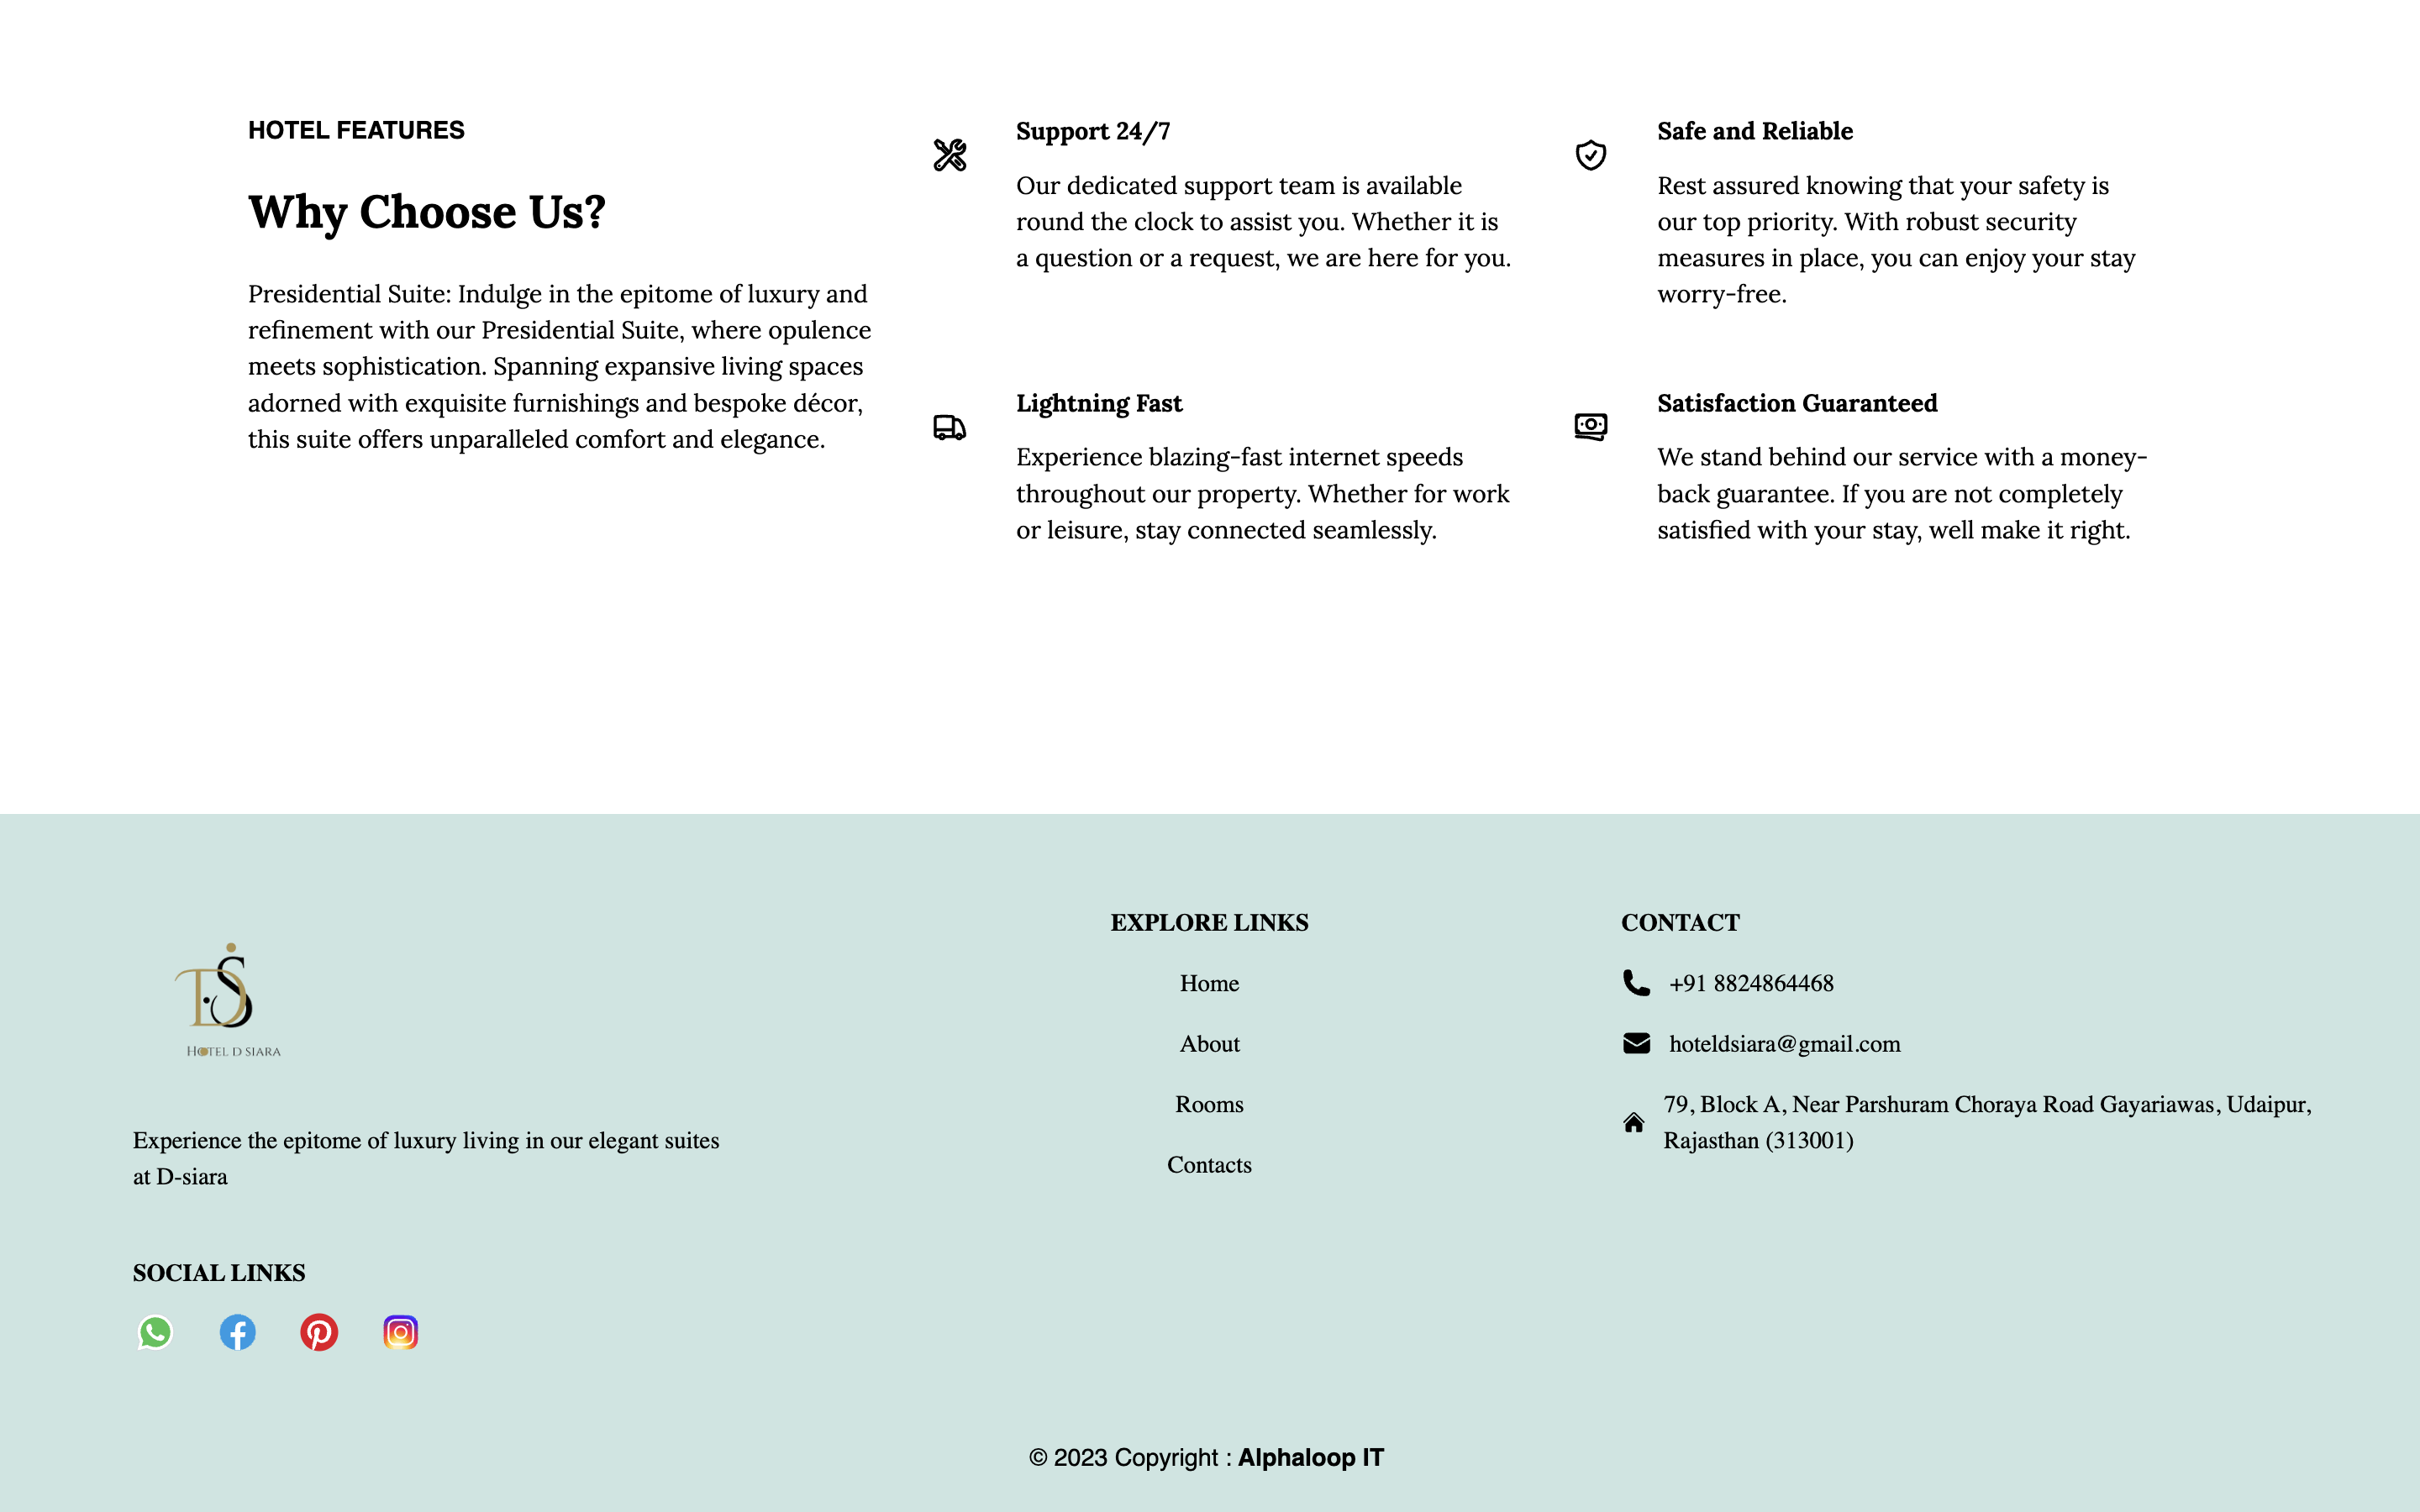 HOTEL FEATURES
Why Choose Us?
Presidential Suite: Indulge in the epitome of luxury and
refinement with our Presidential Suite, where opulence
meets sophistication. Spanning expansive living spaces
adorned with exquisite furnishings and bespoke décor,
this suite offers unparalleled comfort and elegance.
Support 24/7
Our dedicated support team is available
round the clock to assist you. Whether it is
a question or a request, we are here for you.
Safe and Reliable
Rest assured knowing that your safety is
our top priority. With robust security
measures in place, you can enjoy your stay
worry-free.
Lightning Fast
Experience blazing-fast internet speeds
throughout our property. Whether for work
or leisure, stay connected seamlessly.
Satisfaction Guaranteed
We stand behind our service with a money-
back guarantee. If you are not completely
satisfied with your stay, well make it right.
DS
HOTEL D SIARA
Experience the epitome of luxury living in our elegant suites
at D-siara
SOCIAL LINKS
EXPLORE LINKS
Home
About
Rooms
Contacts
CONTACT
+91 8824864468
hoteldsiara@gmail.com
79, Block A, Near Parshuram Choraya Road Gayariawas, Udaipur,
Rajasthan (313001)
© 2023 Copyright : Alphaloop IT